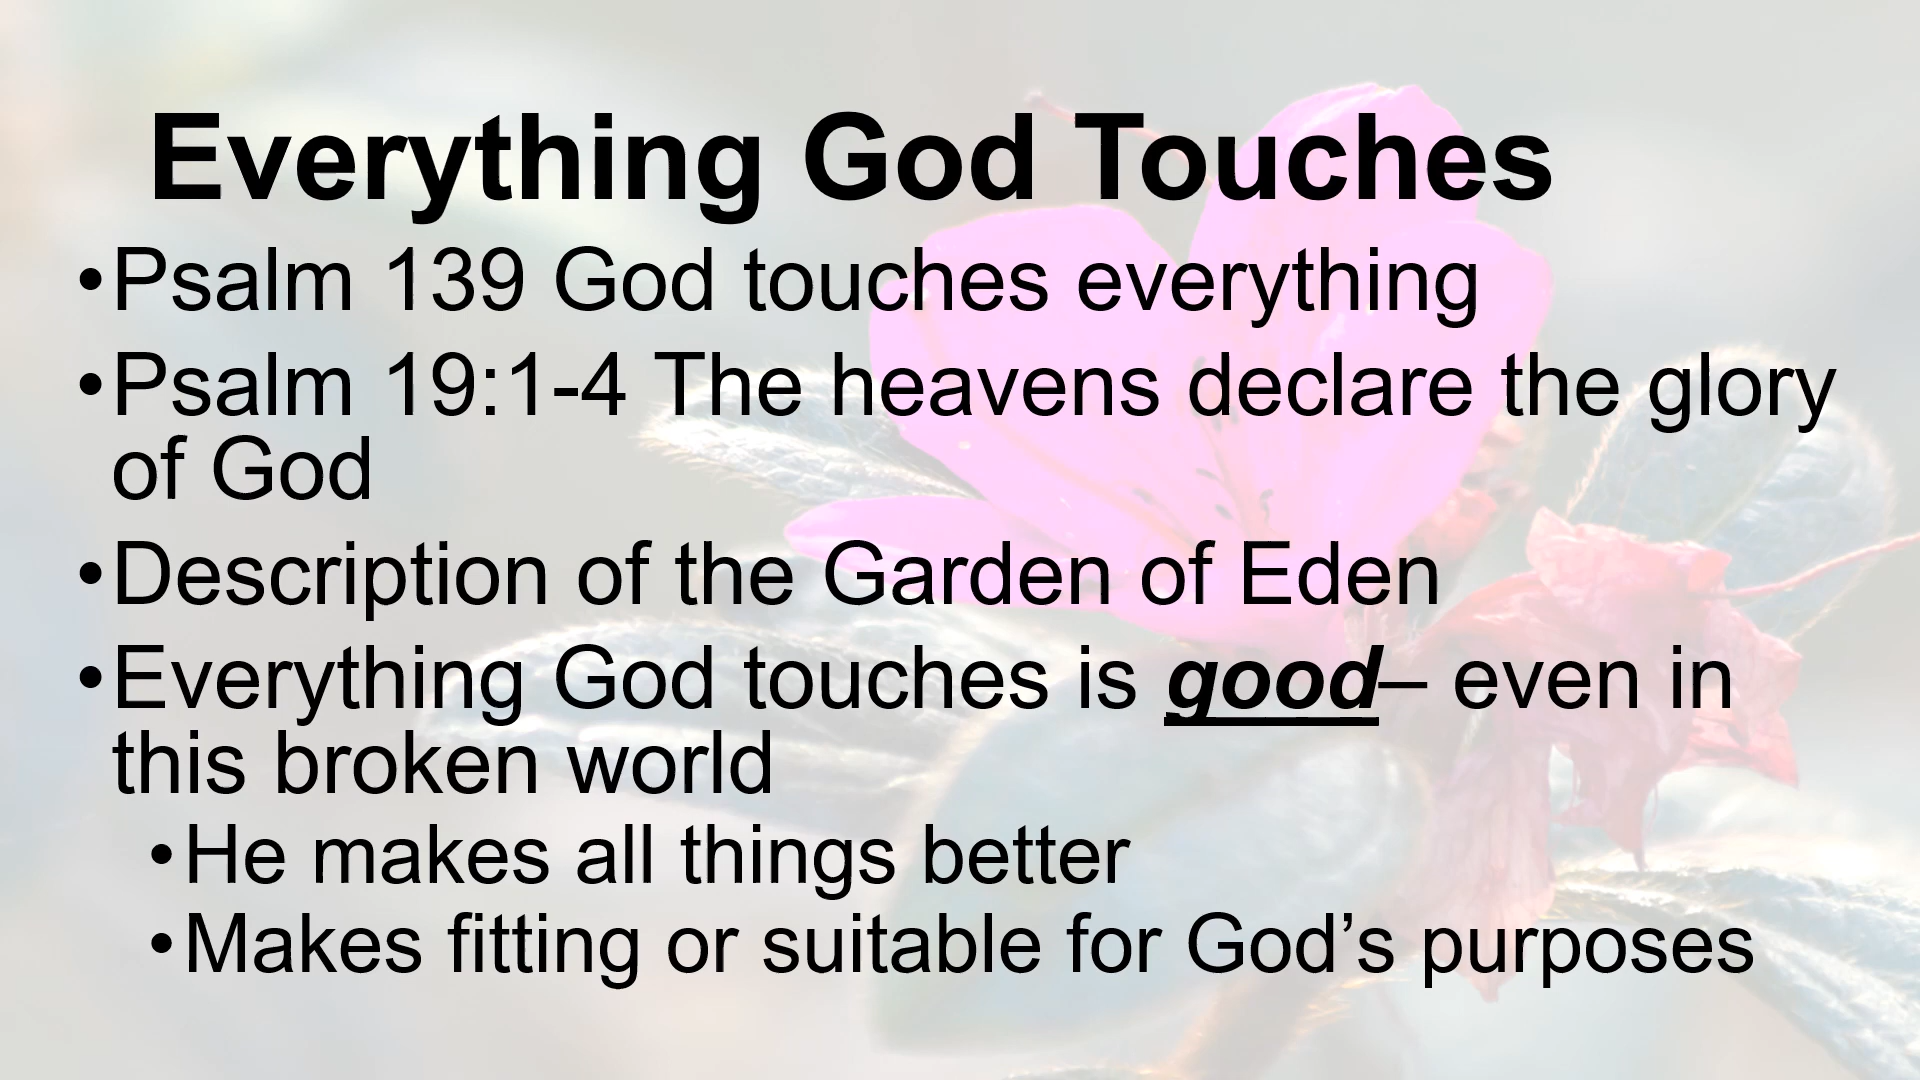 Everything God Touches
•Psalm 139 God touches everything
•Psalm 19:1-4 The heavens declare the glory
of God
•Description of the Garden of Eden
•Everything God touches is good– even in
this broken world
•He makes all things better
•Makes fitting or suitable for God’s purposes